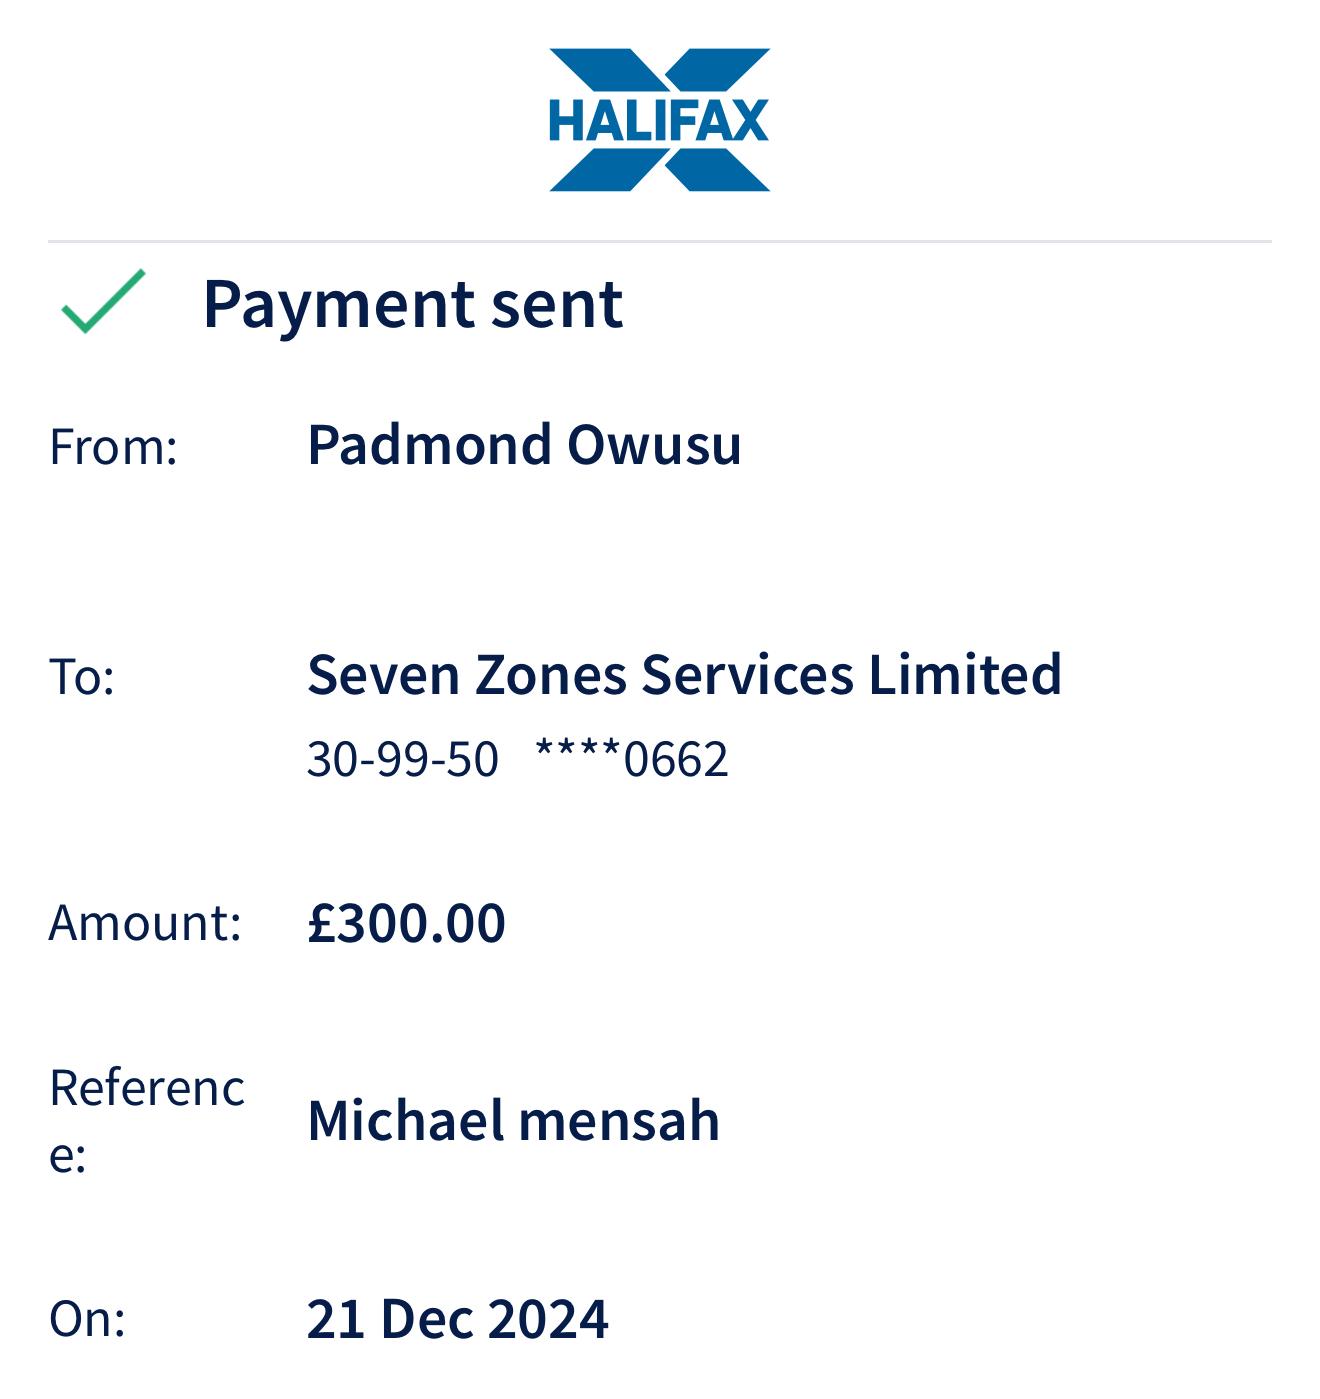 HALIFAX
Payment sent
From: Padmond Owusu
To: Seven Zones Services Limited
30-99-50 ****0662
Amount: £300.00
Referenc
e:
Michael mensah
On: 21 Dec 2024